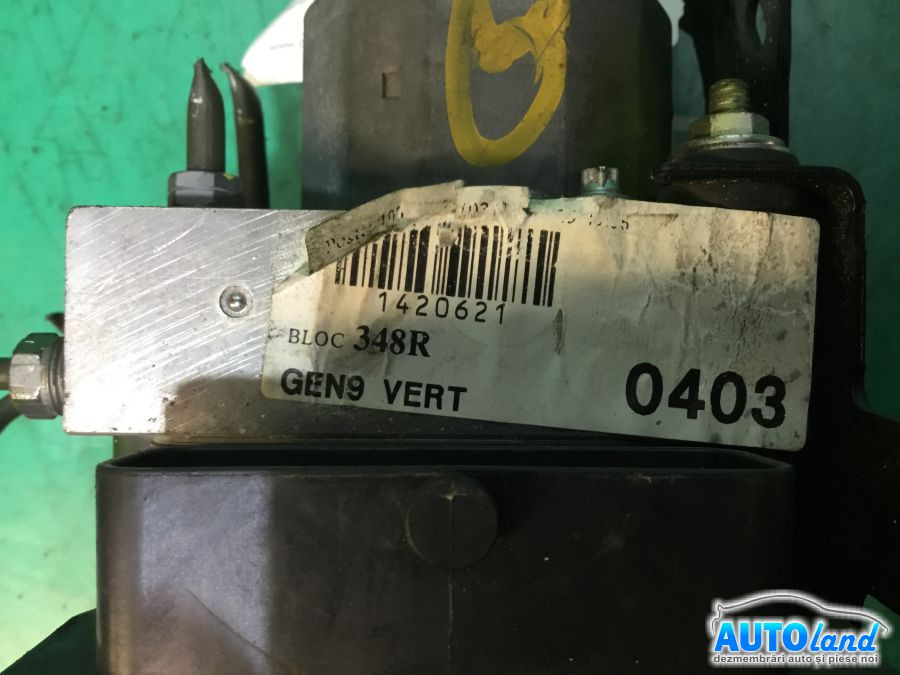 1420621
BLOC 348R
GEN9 VERT
0403
AUTOland
dezmembrări auto și piese noi